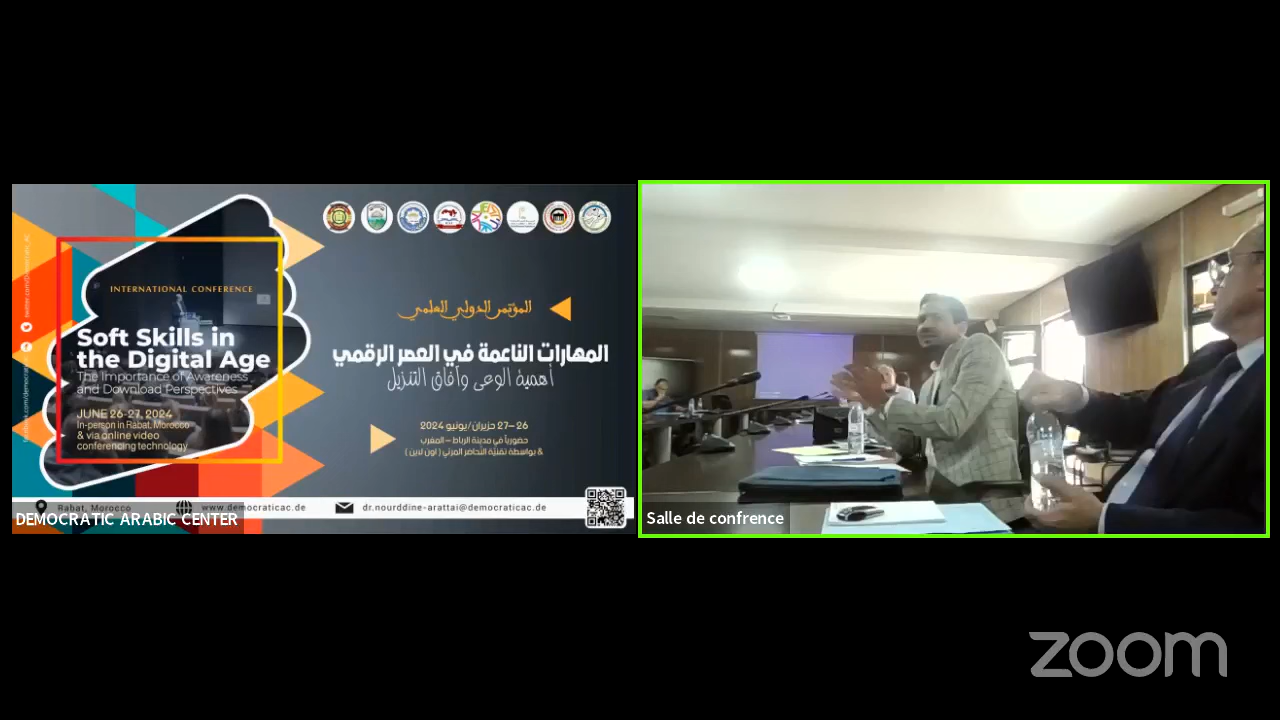 INTERNATIONAL CONFERENCE
Soft Skills in
the Digital Age
The Importance of Awareness
and Download Perspectives
JUNE 26-27, 2024
In-person in Rabat, Morocco
& via online video
conferencing technology
المؤتمر الدولي العلمي
المهارات الناعمة في العصر الرقمي
أهمية الوعي وآفاق التنزيل
26–27 حزيران/يونيو 2024
حضورياً في مدينة الرباط – المغرب
& بواسطة تقنيّة التّحاضر المرئي ( اون لاين )
Rabat, Morocco
www.democraticac.de
dr.nourddine-arattai@democraticac.de
DEMOCRATIC ARABIC CENTER
Salle de confrence
zoom